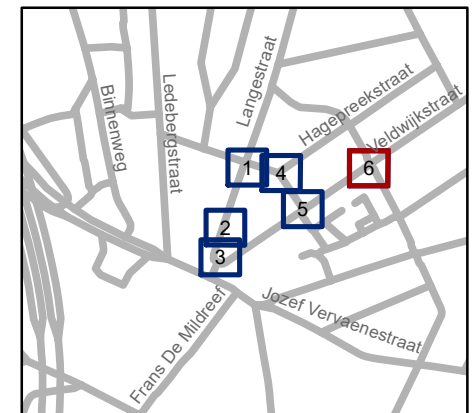 Binnenweg
Ledebergstraat
Langestraat
Hagepreekstraat
Veldwijkstraat
1
4
6
5
2
3
Jozef Vervaenestraat
Frans De Mildreef